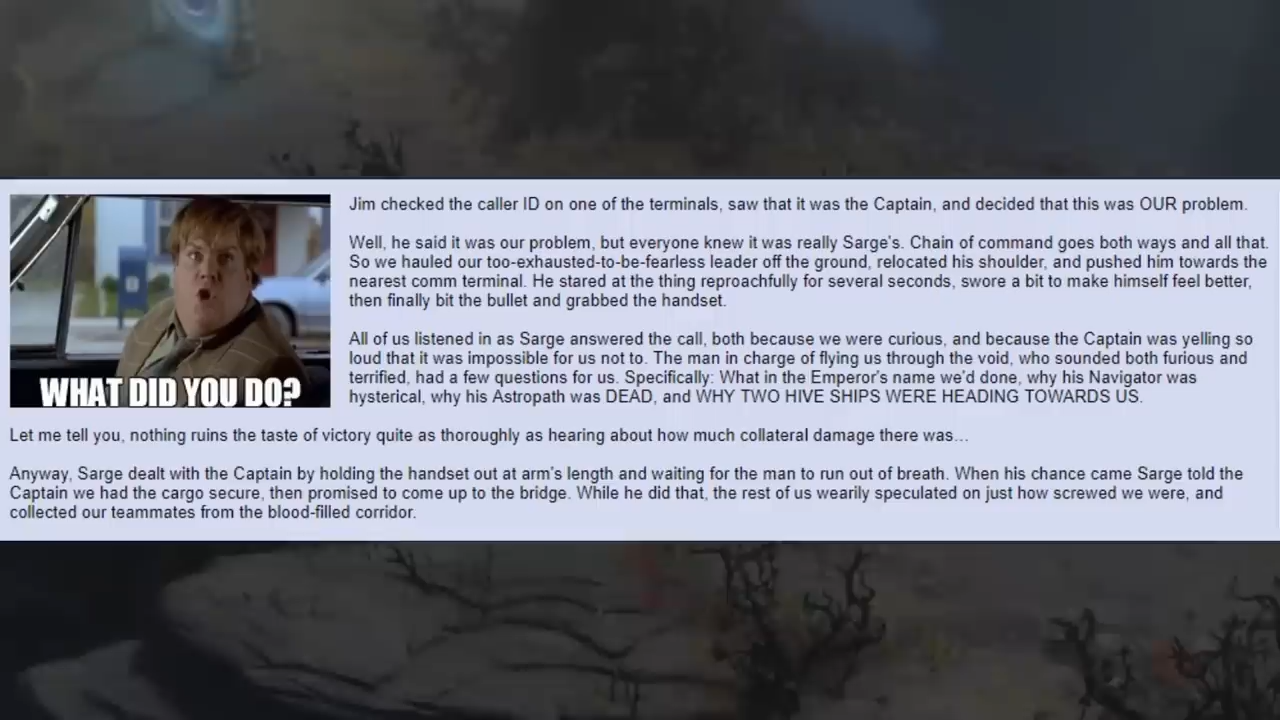 Jim checked the caller ID on one of the terminals, saw that it was the Captain, and decided that this was OUR problem.
Well, he said it was our problem, but everyone knew it was really Sarge's. Chain of command goes both ways and all that.
So we hauled our too-exhausted-to-be-fearless leader off the ground, relocated his shoulder, and pushed him towards the
nearest comm terminal. He stared at the thing reproachfully for several seconds, swore a bit to make himself feel better,
then finally bit the bullet and grabbed the handset.
All of us listened in as Sarge answered the call, both because we were curious, and because the Captain was yelling so
loud that it was impossible for us not to. The man in charge of flying us through the void, who sounded both furious and
terrified, had a few questions for us. Specifically: What in the Emperor's name we'd done, why his Navigator was
hysterical, why his Astropath was DEAD, and WHY TWO HIVE SHIPS WERE HEADING TOWARDS US.
WHAT DID YOU DO?
Let me tell you, nothing ruins the taste of victory quite as thoroughly as hearing about how much collateral damage there was…
Anyway, Sarge dealt with the Captain by holding the handset out at arm's length and waiting for the man to run out of breath. When his chance came Sarge told the
Captain we had the cargo secure, then promised to come up to the bridge. While he did that, the rest of us wearily speculated on just how screwed we were, and
collected our teammates from the blood-filled corridor.